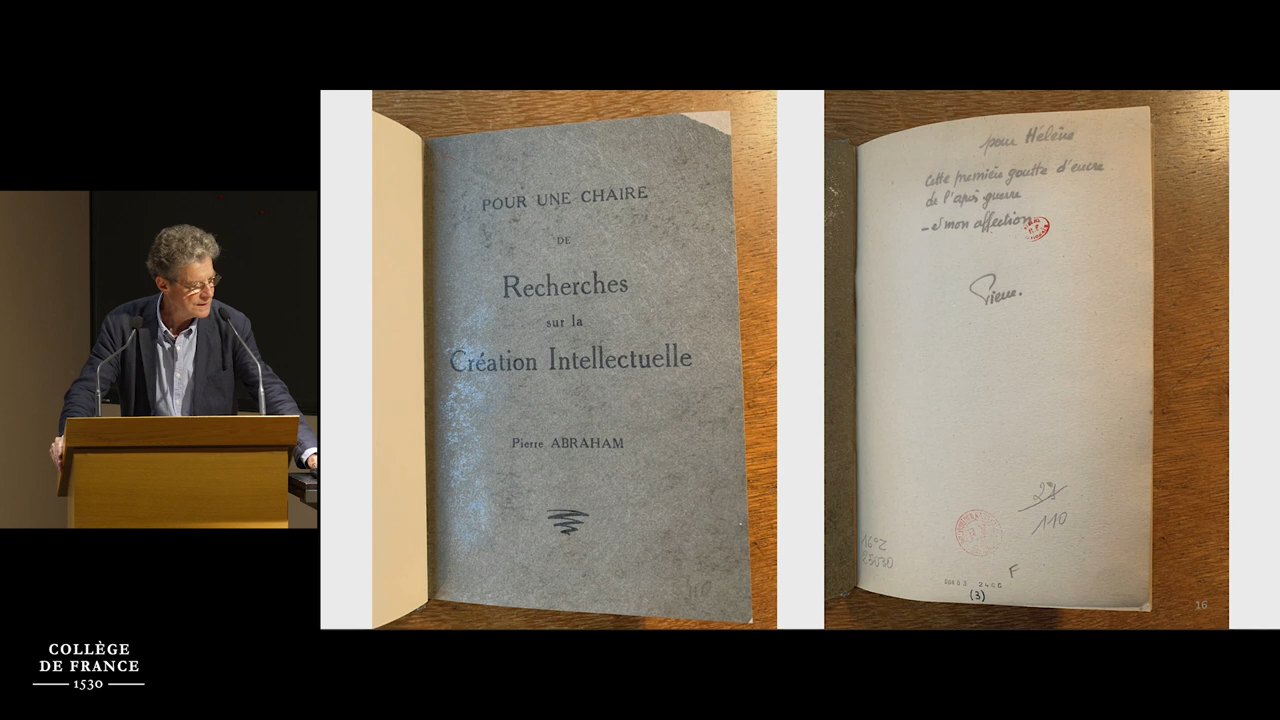 POUR UNE CHAIRE
DE
Recherches
sur la
Création Intellectuelle
Pierre ABRAHAM
pour Hélène
Cette première goutte d'encre
de l'après guerre
– et mon affection
Pierre.
27
110
16°Z
25030
F
(3)
16
COLLÈGE
DE FRANCE
1530